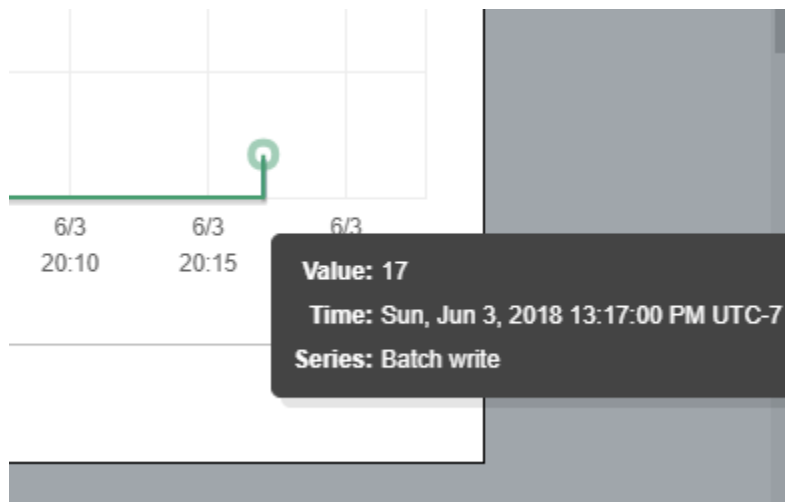 6/3 6/3 6/3
20:10 20:15
Value: 17
Time: Sun, Jun 3, 2018 13:17:00 PM UTC-7
Series: Batch write